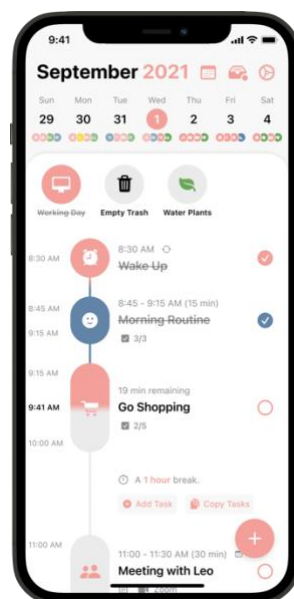 9:41
September 2021
Sun Mon Tue Wed Thu Fri Sat
29 30 31 1 2 3 4
Working Day Empty Trash Water Plants
8:30 AM 8:30 AM
Wake Up
8:45 AM 8:45 - 9:15 AM (15 min)
Morning Routine
9:15 AM 3/3
9:15 AM
19 min remaining
9:41 AM Go Shopping
2/5
10:00 AM
A 1 hour break.
Add Task Copy Tasks
11:00 AM 11:00 - 11:30 AM (30 min)
Meeting with Leo
Zoom